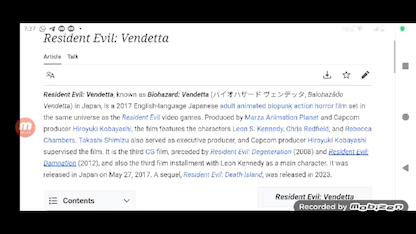 7:37
Resident Evil: Vendetta
Article Talk
Resident Evil: Vendetta, known as Biohazard: Vendetta (バイオハザード ヴェンデッタ, Baiohazādo
Vendetta) in Japan, is a 2017 English-language Japanese adult animated biopunk action horror film set in
the same universe as the Resident Evil video games. Produced by Marza Animation Planet and Capcom
producer Hiroyuki Kobayashi, the film features the characters Leon S. Kennedy, Chris Redfield, and Rebecca
Chambers. Takashi Shimizu also served as executive producer, and Capcom producer Hiroyuki Kobayashi
supervised the film. It is the third CG film, preceded by Resident Evil: Degeneration (2008) and Resident Evil:
Damnation (2012), and also the third film installment with Leon Kennedy as a main character. It was
released in Japan on May 27, 2017. A sequel, Resident Evil: Death Island, was released in 2023.
Contents
Resident Evil: Vendetta
Recorded by Mobizen